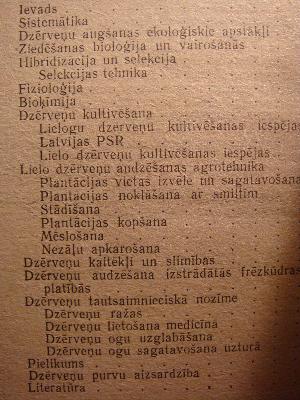 Ievads
Sistemātika
Dzērveņu augšanas ekoloģiskie apstākļi
Ziedēšanas bioloģija un vairošanās
Hibridizācija un selekcija
Selekcijas tehnika
Fizioloģija
Bioķīmija
Dzērveņu kultivēšana
Lielogu dzērveņu kultivēšanas iespējas
Latvijas PSR
Lielo dzērveņu kultivēšanas iespējas
Lielo dzērveņu audzēšanas agrotehnika
Plantācijas vietas izvēle un sagatavošana
Plantācijas noklāšana ar smiltīm
Stādīšana
Plantācijas kopšana
Mēslošana
Nezāļu apkarošana
Dzērveņu kaitēkļi un slimības
Dzērveņu audzēšana izstrādātās frēzkūdras
platībās
Dzērveņu tautsaimnieciskā nozīme
Dzērveņu ražas
Dzērveņu lietošana medicīnā
Dzērveņu ogu uzglabāšana
Dzērveņu ogu sagatavošana uzturā
Pielikums
Dzērveņu purvu aizsardzība
Literatūra